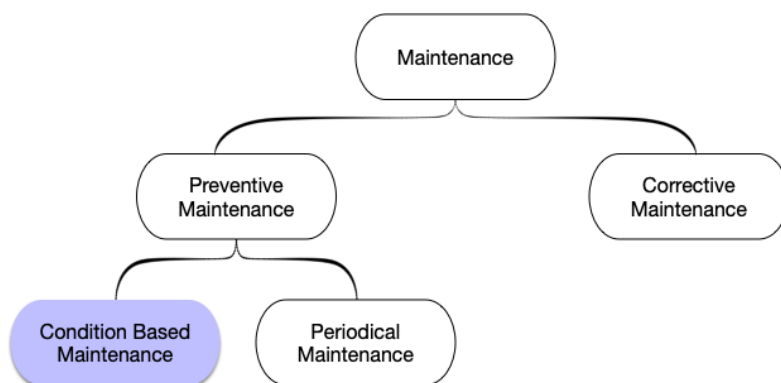 Maintenance
Preventive
Maintenance
Corrective
Maintenance
Condition Based
Maintenance
Periodical
Maintenance